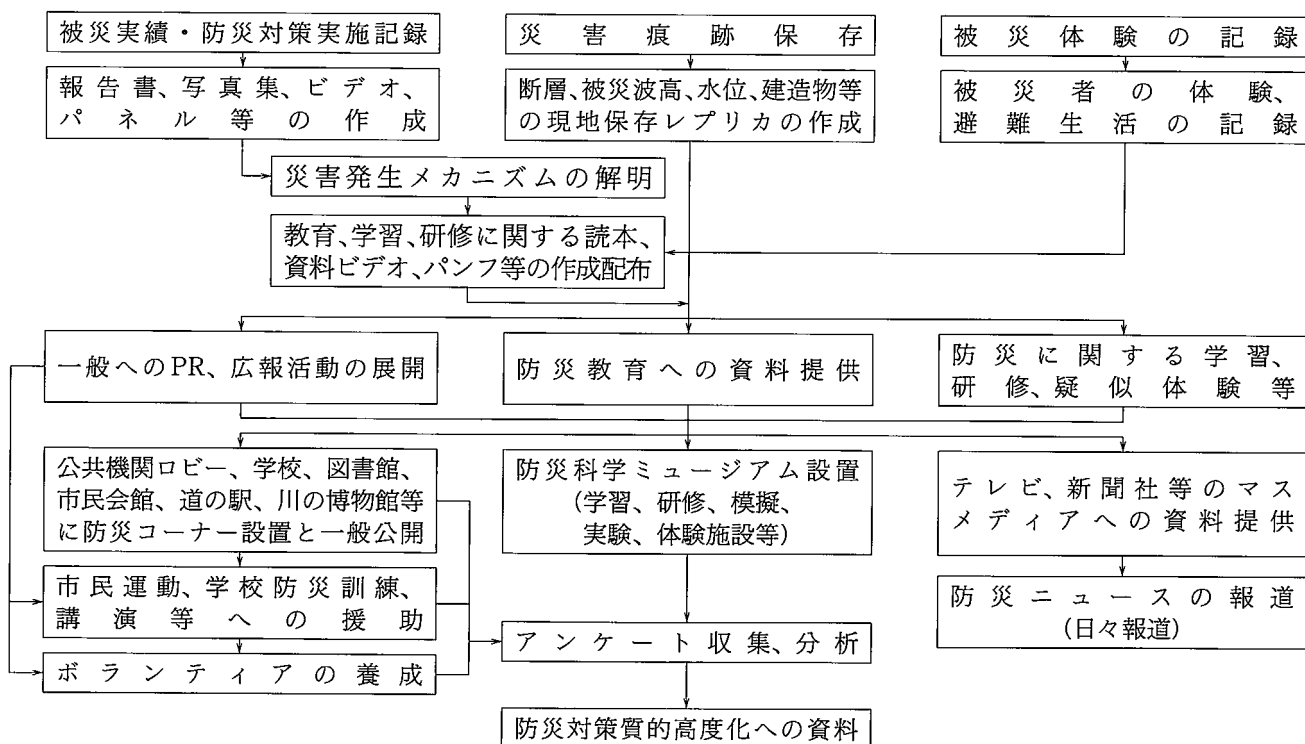 被災実績・防災対策実施記録
災害痕跡保存
被災体験の記録
報告書、写真集、ビデオ、
パネル等の作成
断層、被災波高、水位、建造物等
の現地保存レプリカの作成
被災者の体験、
避難生活の記録
災害発生メカニズムの解明
教育、学習、研修に関する読本、
資料ビデオ、パンフ等の作成配布
一般へのPR、広報活動の展開
防災教育への資料提供
防災に関する学習、
研修、疑似体験等
公共機関ロビー、学校、図書館、
市民会館、道の駅、川の博物館等
に防災コーナー設置と一般公開
防災科学ミュージアム設置
(学習、研修、模擬、
実験、体験施設等)
テレビ、新聞社等のマス
メディアへの資料提供
市民運動、学校防災訓練、
講演等への援助
防災ニュースの報道
(日々報道)
アンケート収集、分析
ボランティアの養成
防災対策質的高度化への資料